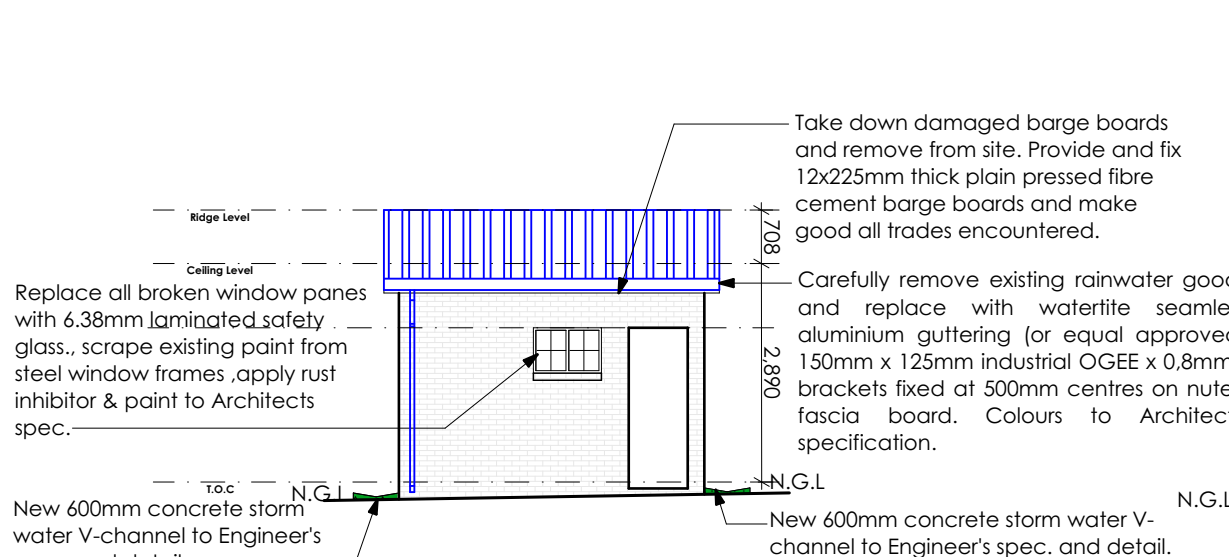 Take down damaged barge boards
and remove from site. Provide and fix
12x225mm thick plain pressed fibre
cement barge boards and make
good all trades encountered.
Ridge Level
708
Ceiling Level
Carefully remove existing rainwater
and replace with watertite
aluminium guttering (or equal approved
150mm x 125mm industrial OGEE x 0,8mm
brackets fixed at 500mm centres on
fascia board. Colours to
specification.
Replace all broken window panes
with 6.38mm laminated safety
glass., scrape existing paint from
steel window frames ,apply rust
inhibitor & paint to Architects
spec.
2,890
T.O.C
N.G.L
N.G.L
N.G.L
New 600mm concrete storm
water V-channel to Engineer's
New 600mm concrete storm water V-
channel to Engineer's spec. and detail.